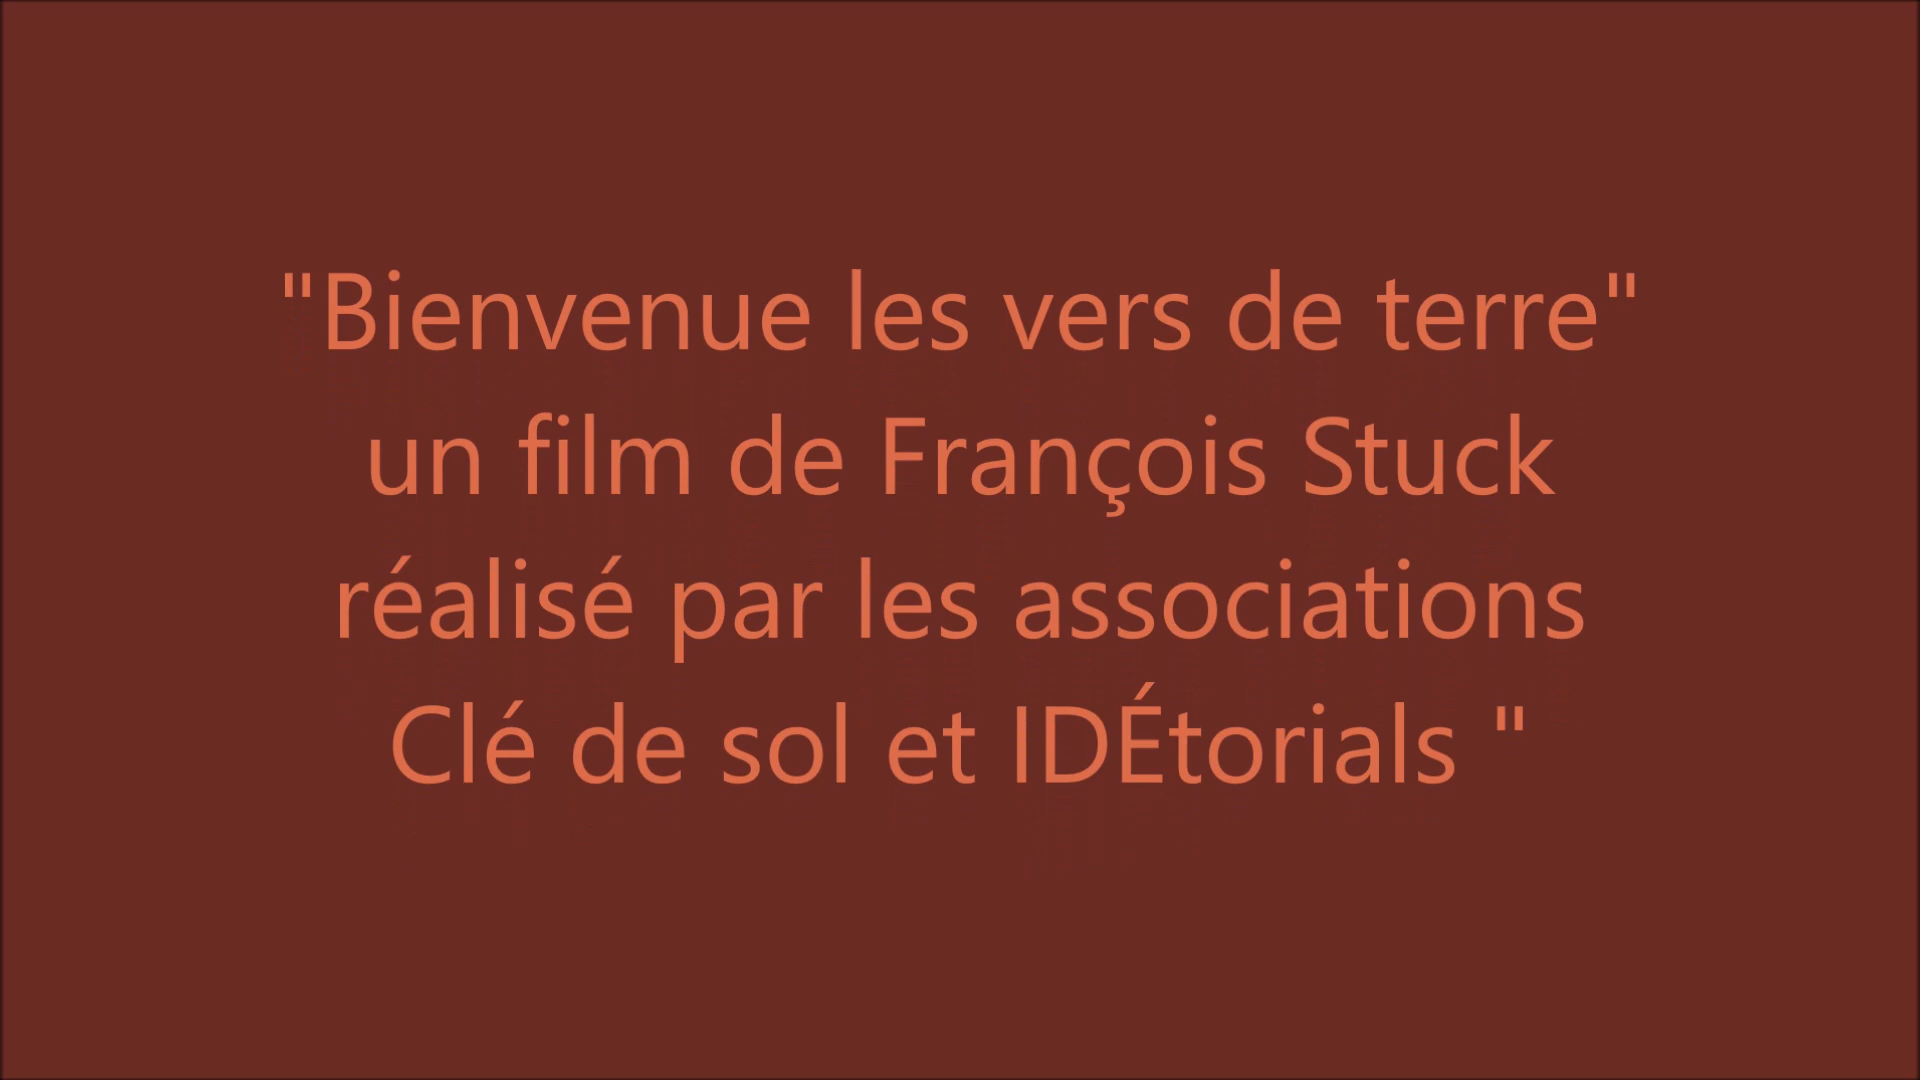 "Bienvenue les vers de terre"
un film de François Stuck
réalisé par les associations
Clé de sol et IDÉtorials "